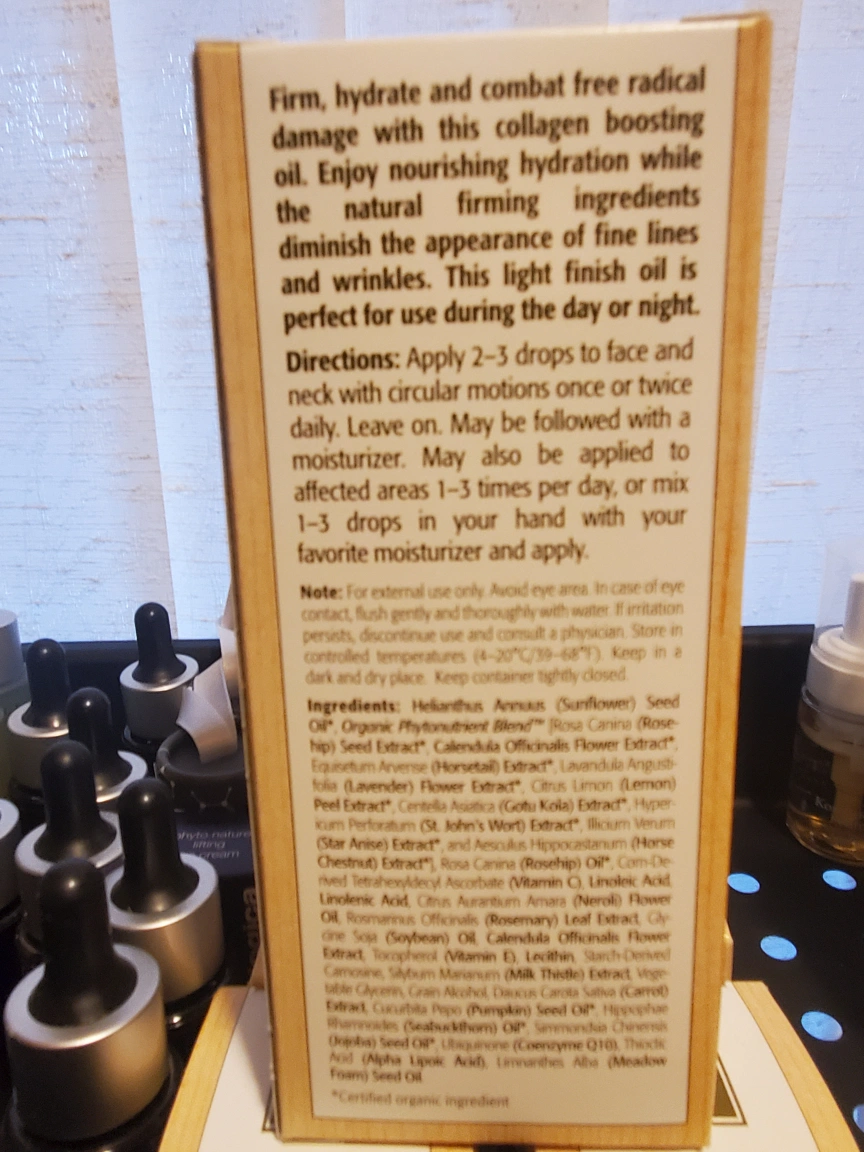 Firm, hydrate and combat free radical
damage with this collagen boosting
oil. Enjoy nourishing hydration while
the natural firming ingredients
diminish the appearance of fine lines
and wrinkles. This light finish oil is
perfect for use during the day or night.
Directions: Apply 2–3 drops to face and
neck with circular motions once or twice
daily. Leave on. May be followed with a
moisturizer. May also be applied to
affected areas 1–3 times per day, or mix
1–3 drops in your hand with your
favorite moisturizer and apply.
Note: For external use only. Avoid eye area. In case of eye
contact, flush gently and thoroughly with water. If irritation
persists, discontinue use and consult a physician. Store in
controlled temperatures (4–20°C/39–68°F). Keep in a
dark and dry place. Keep container tightly closed.
Ingredients: Helianthus Annuus (Sunflower) Seed
Oil*, Organic Phytonutrient Blend™ [Rosa Canina (Rose-
hip) Seed Extract*, Calendula Officinalis Flower Extract*,
Equisetum Arvense (Horsetail) Extract*, Lavandula Angusti-
folia (Lavender) Flower Extract*, Citrus Limon (Lemon)
Peel Extract*, Centella Asiatica (Gotu Kola) Extract*, Hyper-
icum Perforatum (St. John's Wort) Extract*, Illicium Verum
(Star Anise) Extract*, and Aesculus Hippocastanum (Horse
Chestnut) Extract*], Rosa Canina (Rosehip) Oil*, Corn-De-
rived Tetrahexyldecyl Ascorbate (Vitamin C), Linoleic Acid,
Linolenic Acid, Citrus Aurantium Amara (Neroli) Flower
Oil, Rosmarinus Officinalis (Rosemary) Leaf Extract, Gly-
cine Soja (Soybean) Oil, Calendula Officinalis Flower
Extract, Tocopherol (Vitamin E), Lecithin, Starch-Derived
Carnosine, Silybum Marianum (Milk Thistle) Extract, Vege-
table Glycerin, Grain Alcohol, Daucus Carota Sativa (Carrot)
Extract, Cucurbita Pepo (Pumpkin) Seed Oil*, Hippophae
Rhamnoides (Seabuckthorn) Oil*, Simmondsia Chinensis
(Jojoba) Seed Oil*, Ubiquinone (Coenzyme Q10), Thioctic
Acid (Alpha Lipoic Acid), Limnanthes Alba (Meadow
Foam) Seed Oil.
*Certified organic ingredient
phyto-nature
lifting
cream